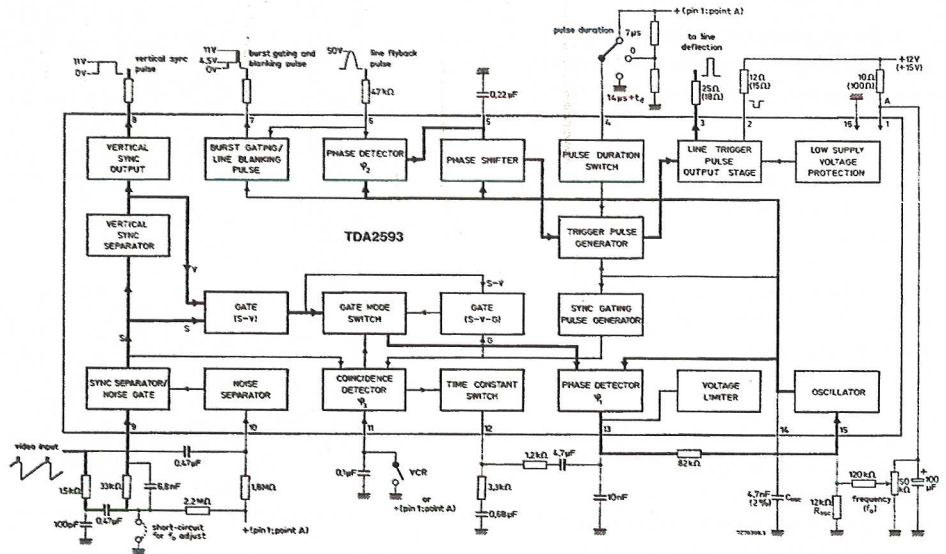 +(pin 1; point A)
pulse duration
7µs
0
14µs+td
to line
deflection
+12V
(+15V)
11V
0V
vertical sync
pulse
11V
4.5V
0V
burst gating and
blanking pulse
50V
line flyback
pulse
47kΩ
0,22µF
25Ω
(18Ω)
12Ω
(15Ω)
10Ω
(100Ω)
A
8
7
6
5
4
3
2
16
1
VERTICAL
SYNC
OUTPUT
BURST GATING/
LINE BLANKING
PULSE
PHASE DETECTOR
φ2
PHASE SHIFTER
PULSE DURATION
SWITCH
LINE TRIGGER
PULSE
OUTPUT STAGE
LOW SUPPLY
VOLTAGE
PROTECTION
VERTICAL
SYNC
SEPARATOR
TDA2593
TRIGGER PULSE
GENERATOR
V
S-V
S
S
GATE
(S-V)
GATE MODE
SWITCH
GATE
(S-V-G)
G
SYNC GATING
PULSE GENERATOR
SYNC SEPARATOR/
NOISE GATE
NOISE
SEPARATOR
COINCIDENCE
DETECTOR
φ3
TIME CONSTANT
SWITCH
PHASE DETECTOR
φ1
VOLTAGE
LIMITER
OSCILLATOR
9
10
11
12
13
14
15
video input
0,47µF
1.5kΩ
33kΩ
6,8nF
2.2MΩ
1,8MΩ
100pF
0,47µF
short-circuit
for fo adjust
+(pin 1; point A)
0,1µF
VCR
or
+(pin 1; point A)
1.2kΩ
4,7µF
3,3kΩ
0,68µF
10nF
82kΩ
4,7nF
(2%)
Cosc
12kΩ
Rosc
120kΩ
frequency
(fo)
50
kΩ
100
µF